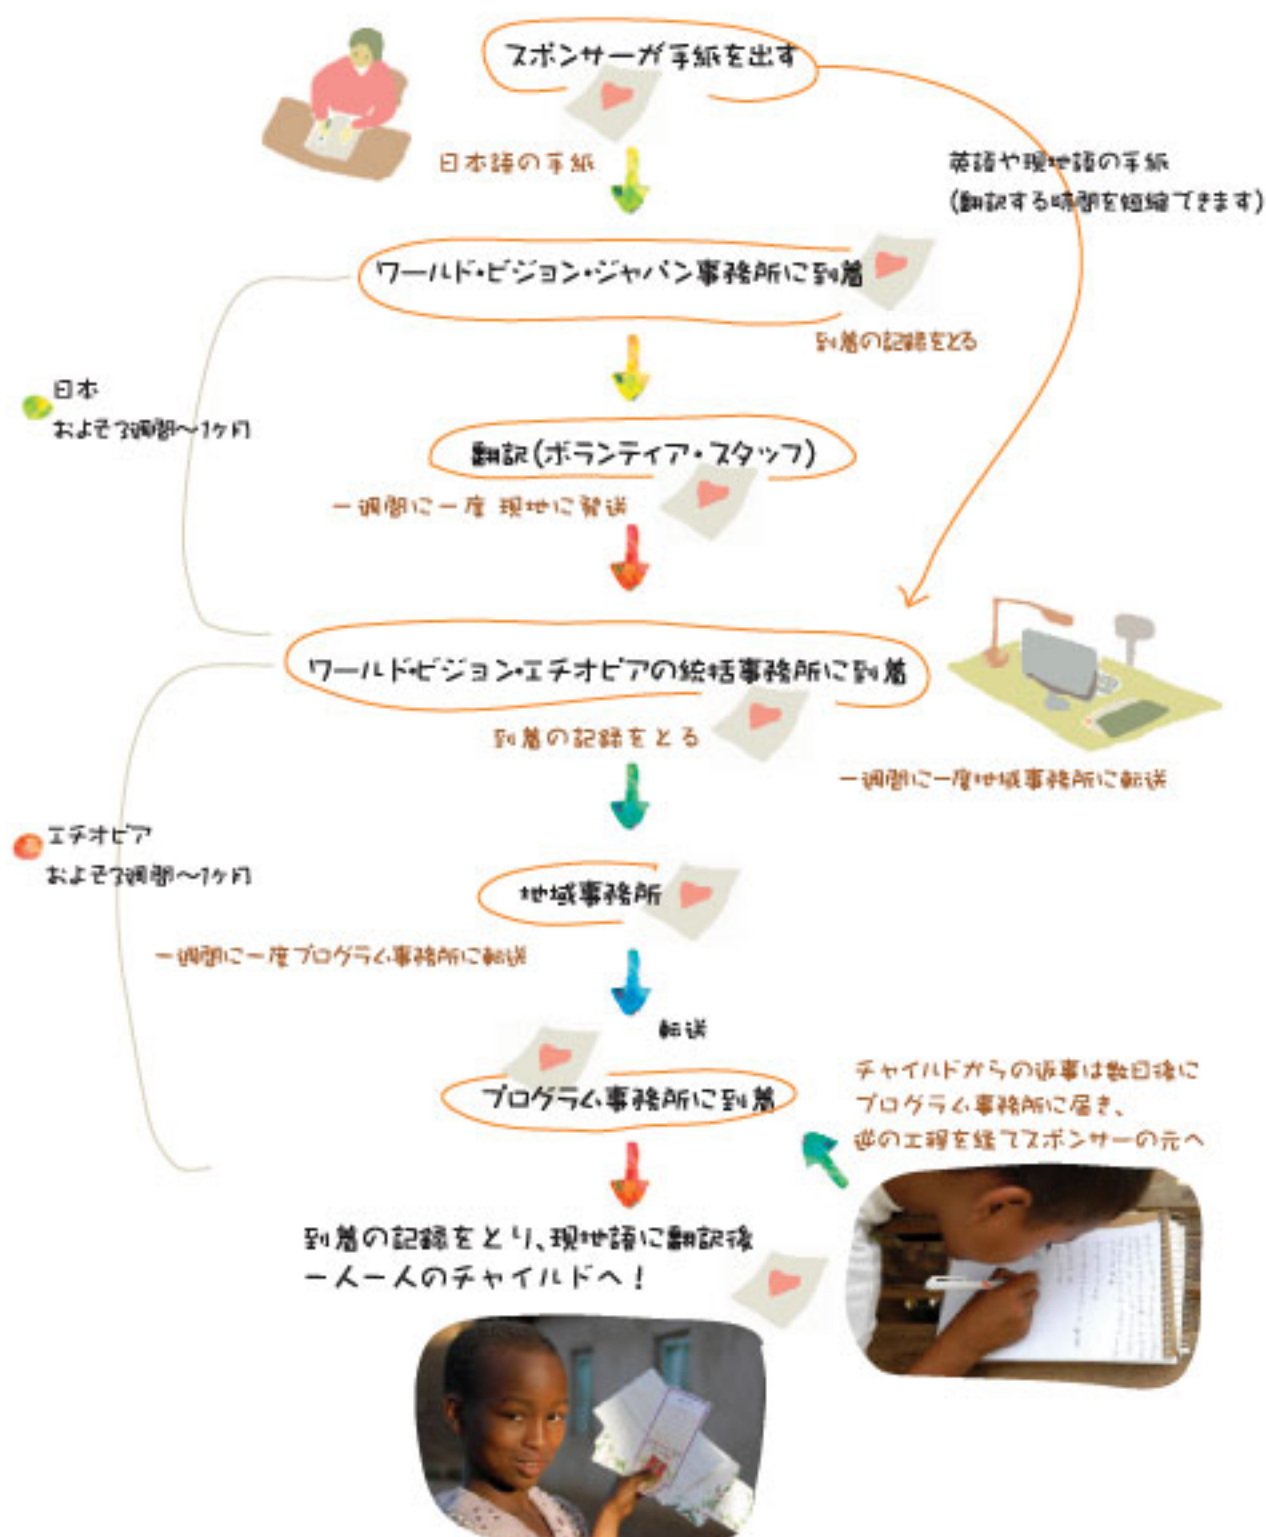 スポンサーが手紙を出す
日本語の手紙
英語や現地語の手紙
(翻訳する時間を短縮できます)
ワールド・ビジョン・ジャパン事務所に到着
到着の記録をとる
日本
およそ3週間～1ヶ月
翻訳(ボランティア・スタッフ)
一週間に一度 現地に発送
ワールド・ビジョン・エチオピアの統括事務所に到着
到着の記録をとる
一週間に一度地域事務所に転送
エチオピア
およそ3週間～1ヶ月
地域事務所
一週間に一度プログラム事務所に転送
転送
プログラム事務所に到着
チャイルドからの返事は数日後に
プログラム事務所に届き、
逆の工程を経てスポンサーの元へ
到着の記録をとり、現地語に翻訳後
一人一人のチャイルドへ！